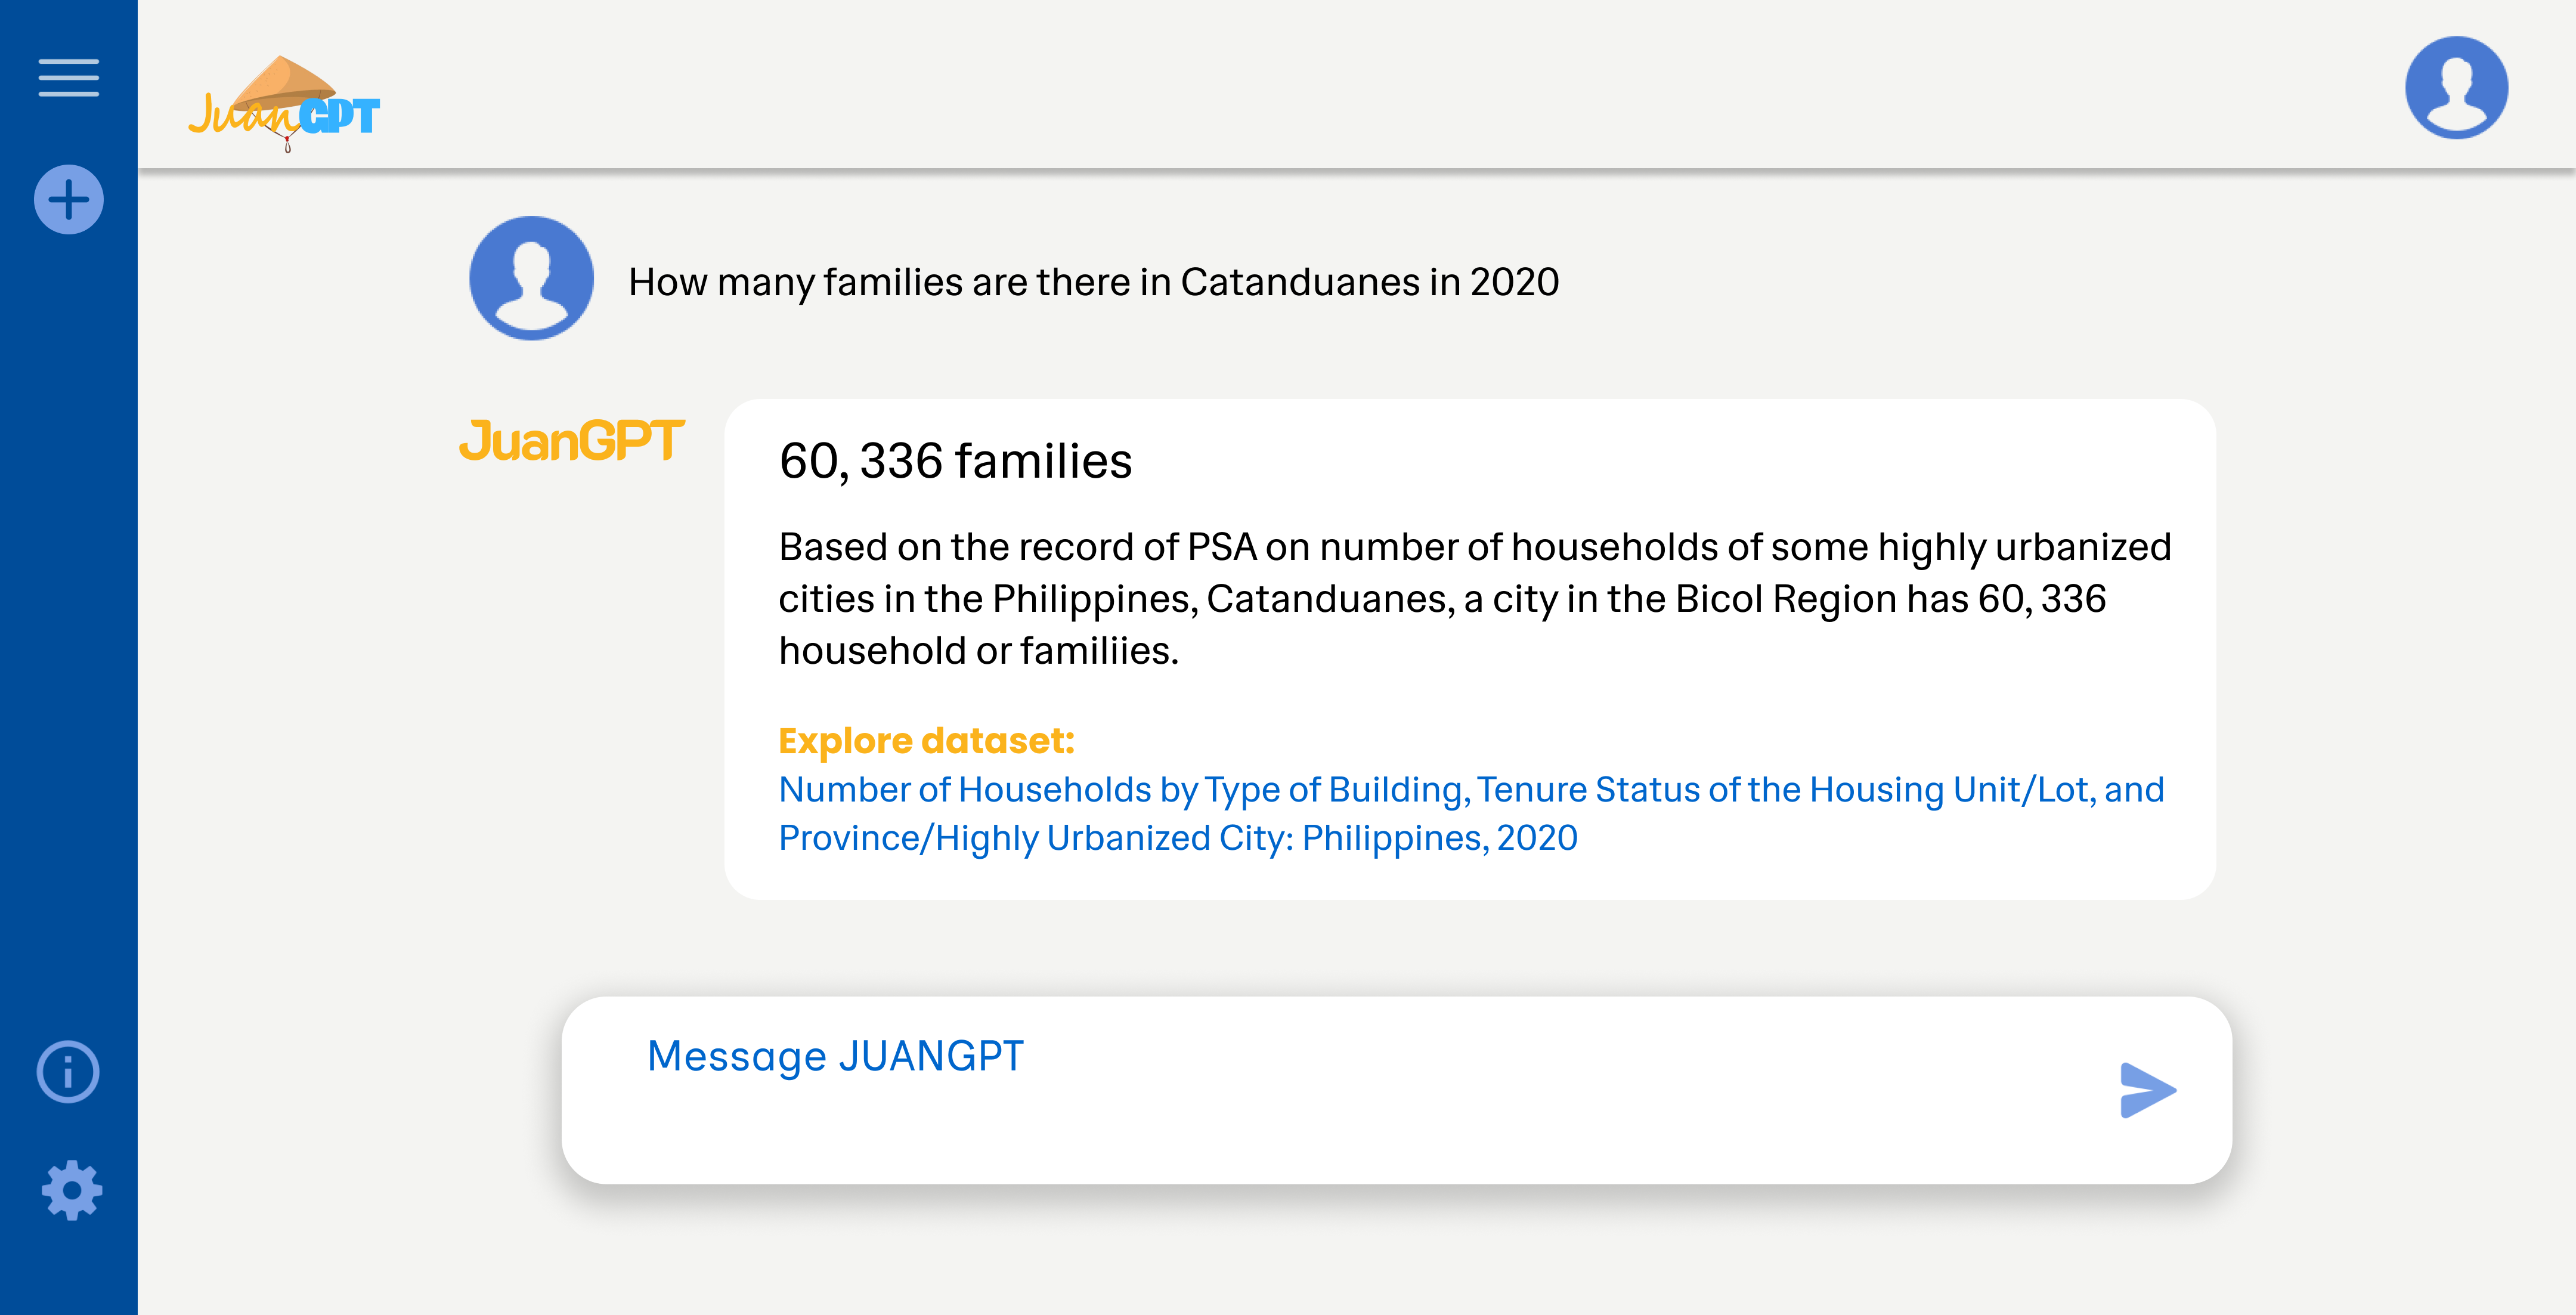 JuanGPT
How many families are there in Catanduanes in 2020
JuanGPT
60, 336 families
Based on the record of PSA on number of households of some highly urbanized
cities in the Philippines, Catanduanes, a city in the Bicol Region has 60, 336
household or familiies.
Explore dataset:
Number of Households by Type of Building, Tenure Status of the Housing Unit/Lot, and
Province/Highly Urbanized City: Philippines, 2020
Message JUANGPT